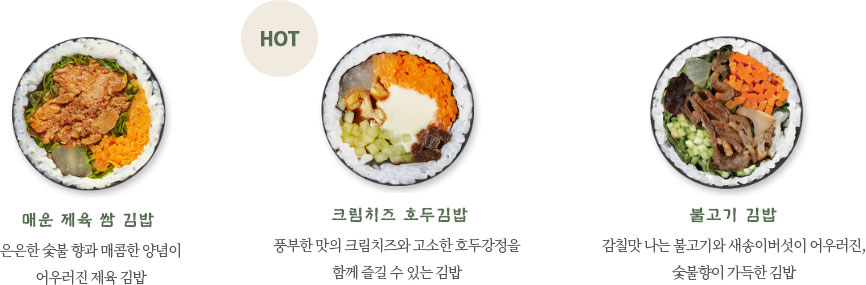 HOT
매운 제육 쌈 김밥
은은한 숯불 향과 매콤한 양념이
어우러진 제육 김밥
크림치즈 호두김밥
풍부한 맛의 크림치즈와 고소한 호두강정을
함께 즐길 수 있는 김밥
불고기 김밥
감칠맛 나는 불고기와 새송이버섯이 어우러진,
숯불향이 가득한 김밥